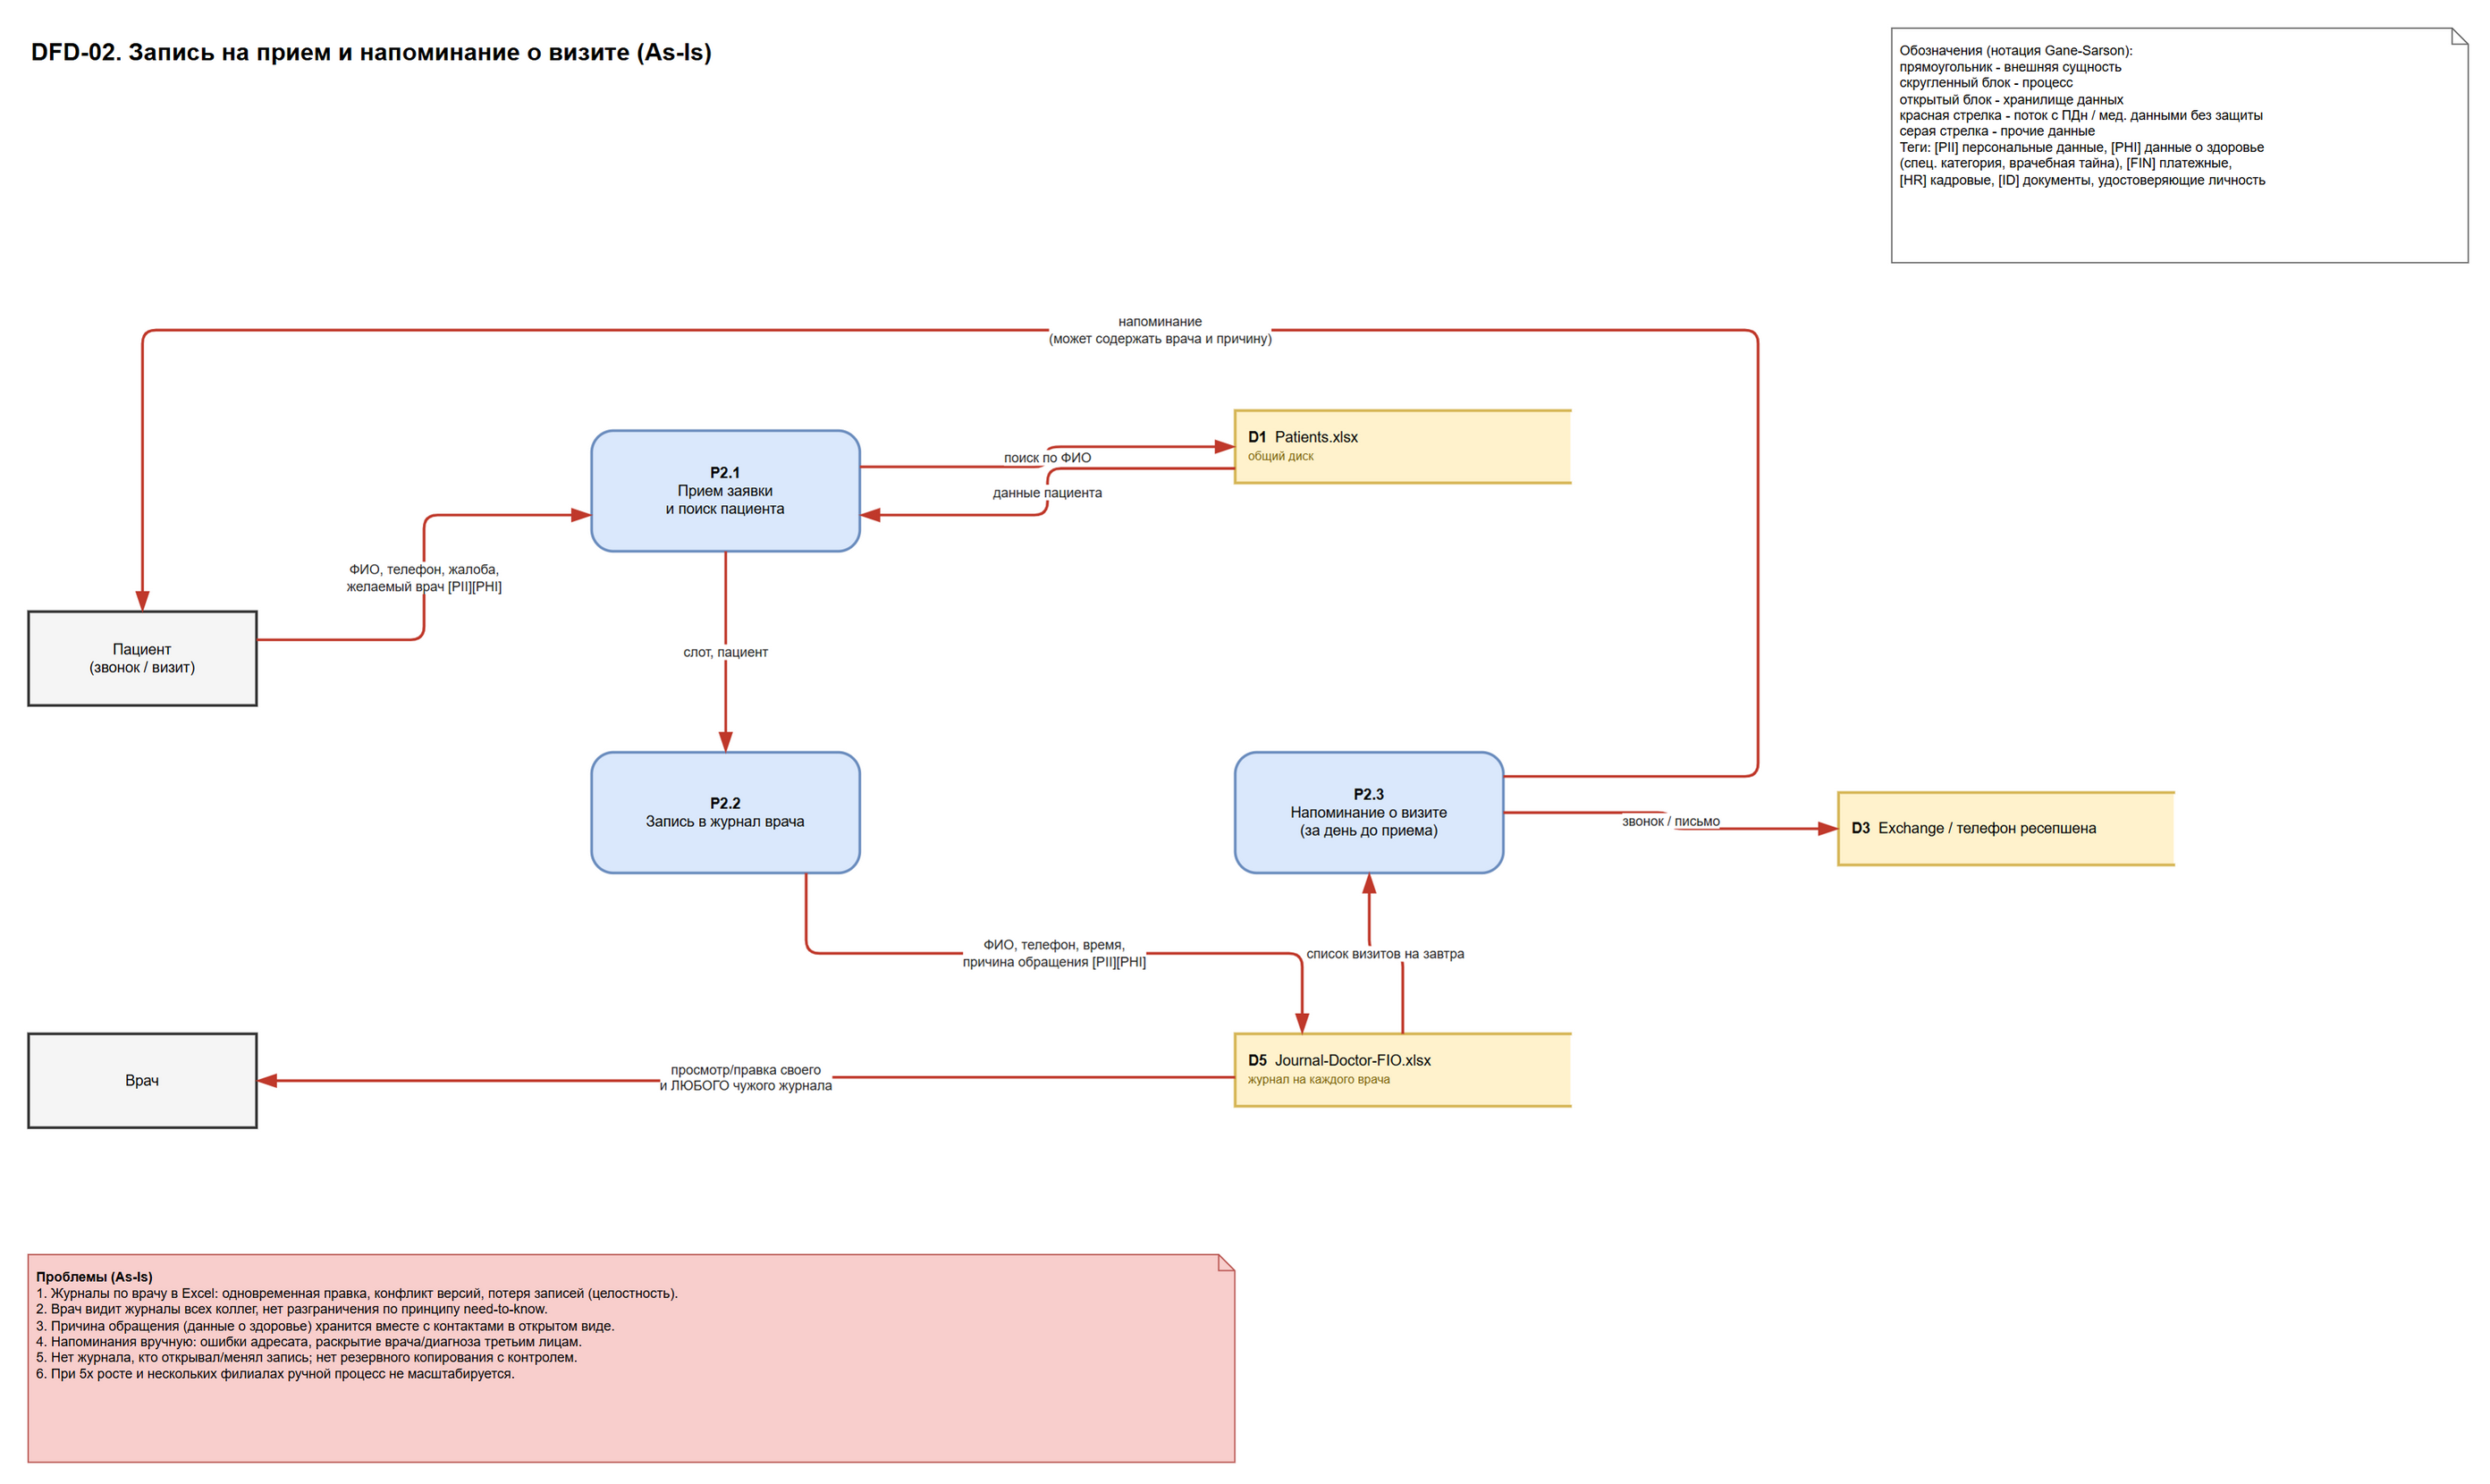 DFD-02. Запись на прием и напоминание о визите (As-Is)
Обозначения (нотация Gane-Sarson):
прямоугольник - внешняя сущность
скругленный блок - процесс
открытый блок - хранилище данных
красная стрелка - поток с ПДн / мед. данными без защиты
серая стрелка - прочие данные
Теги: [PII] персональные данные, [PHI] данные о здоровье
(спец. категория, врачебная тайна), [FIN] платежные,
[HR] кадровые, [ID] документы, удостоверяющие личность
напоминание
(может содержать врача и причину)
P2.1
Прием заявки
и поиск пациента
поиск по ФИО
данные пациента
D1 Patients.xlsx
общий диск
ФИО, телефон, жалоба,
желаемый врач [PII][PHI]
Пациент
(звонок / визит)
слот, пациент
P2.2
Запись в журнал врача
P2.3
Напоминание о визите
(за день до приема)
звонок / письмо
D3 Exchange / телефон ресепшена
ФИО, телефон, время,
причина обращения [PII][PHI]
список визитов на завтра
Врач
просмотр/правка своего
и ЛЮБОГО чужого журнала
D5 Journal-Doctor-FIO.xlsx
журнал на каждого врача
Проблемы (As-Is)
1. Журналы по врачу в Excel: одновременная правка, конфликт версий, потеря записей (целостность).
2. Врач видит журналы всех коллег, нет разграничения по принципу need-to-know.
3. Причина обращения (данные о здоровье) хранится вместе с контактами в открытом виде.
4. Напоминания вручную: ошибки адресата, раскрытие врача/диагноза третьим лицам.
5. Нет журнала, кто открывал/менял запись; нет резервного копирования с контролем.
6. При 5x росте и нескольких филиалах ручной процесс не масштабируется.